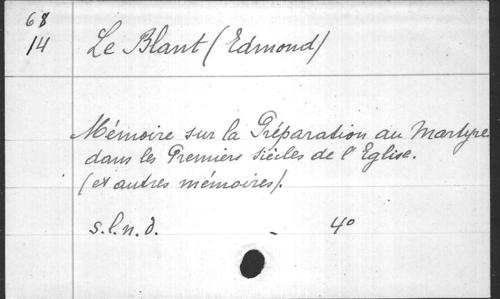 68
14 Le Blant (Edmond)
Mémoire sur la Préparation au Martyre
dans les Premiers siècles de l'Eglise.
(et autres mémoires).
s.l.n.d. - 4º